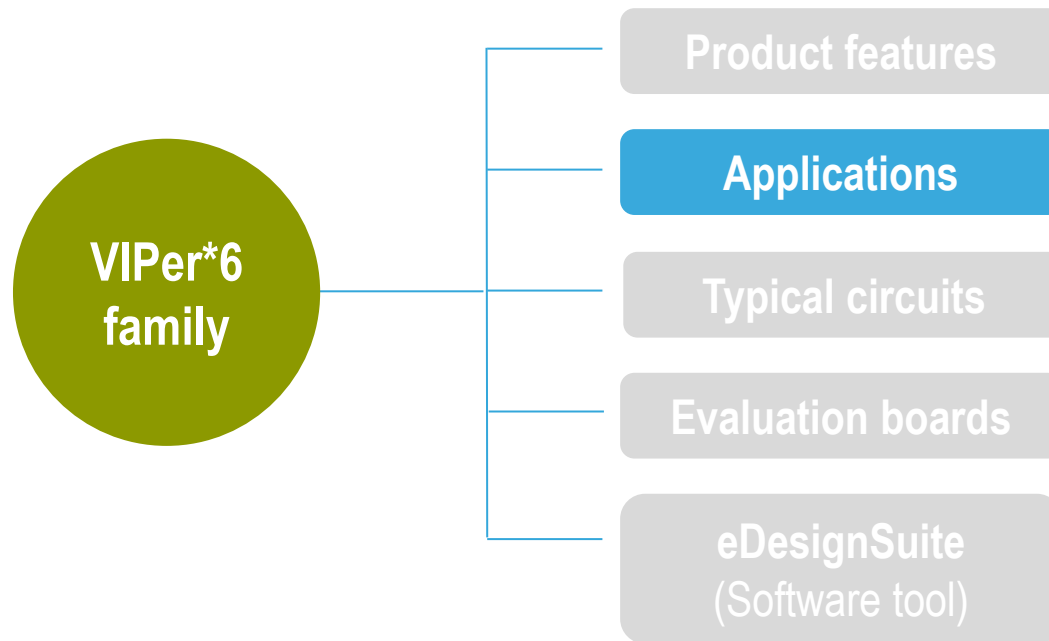 VIPer*6
family
Product features
Applications
Typical circuits
Evaluation boards
eDesignSuite
(Software tool)